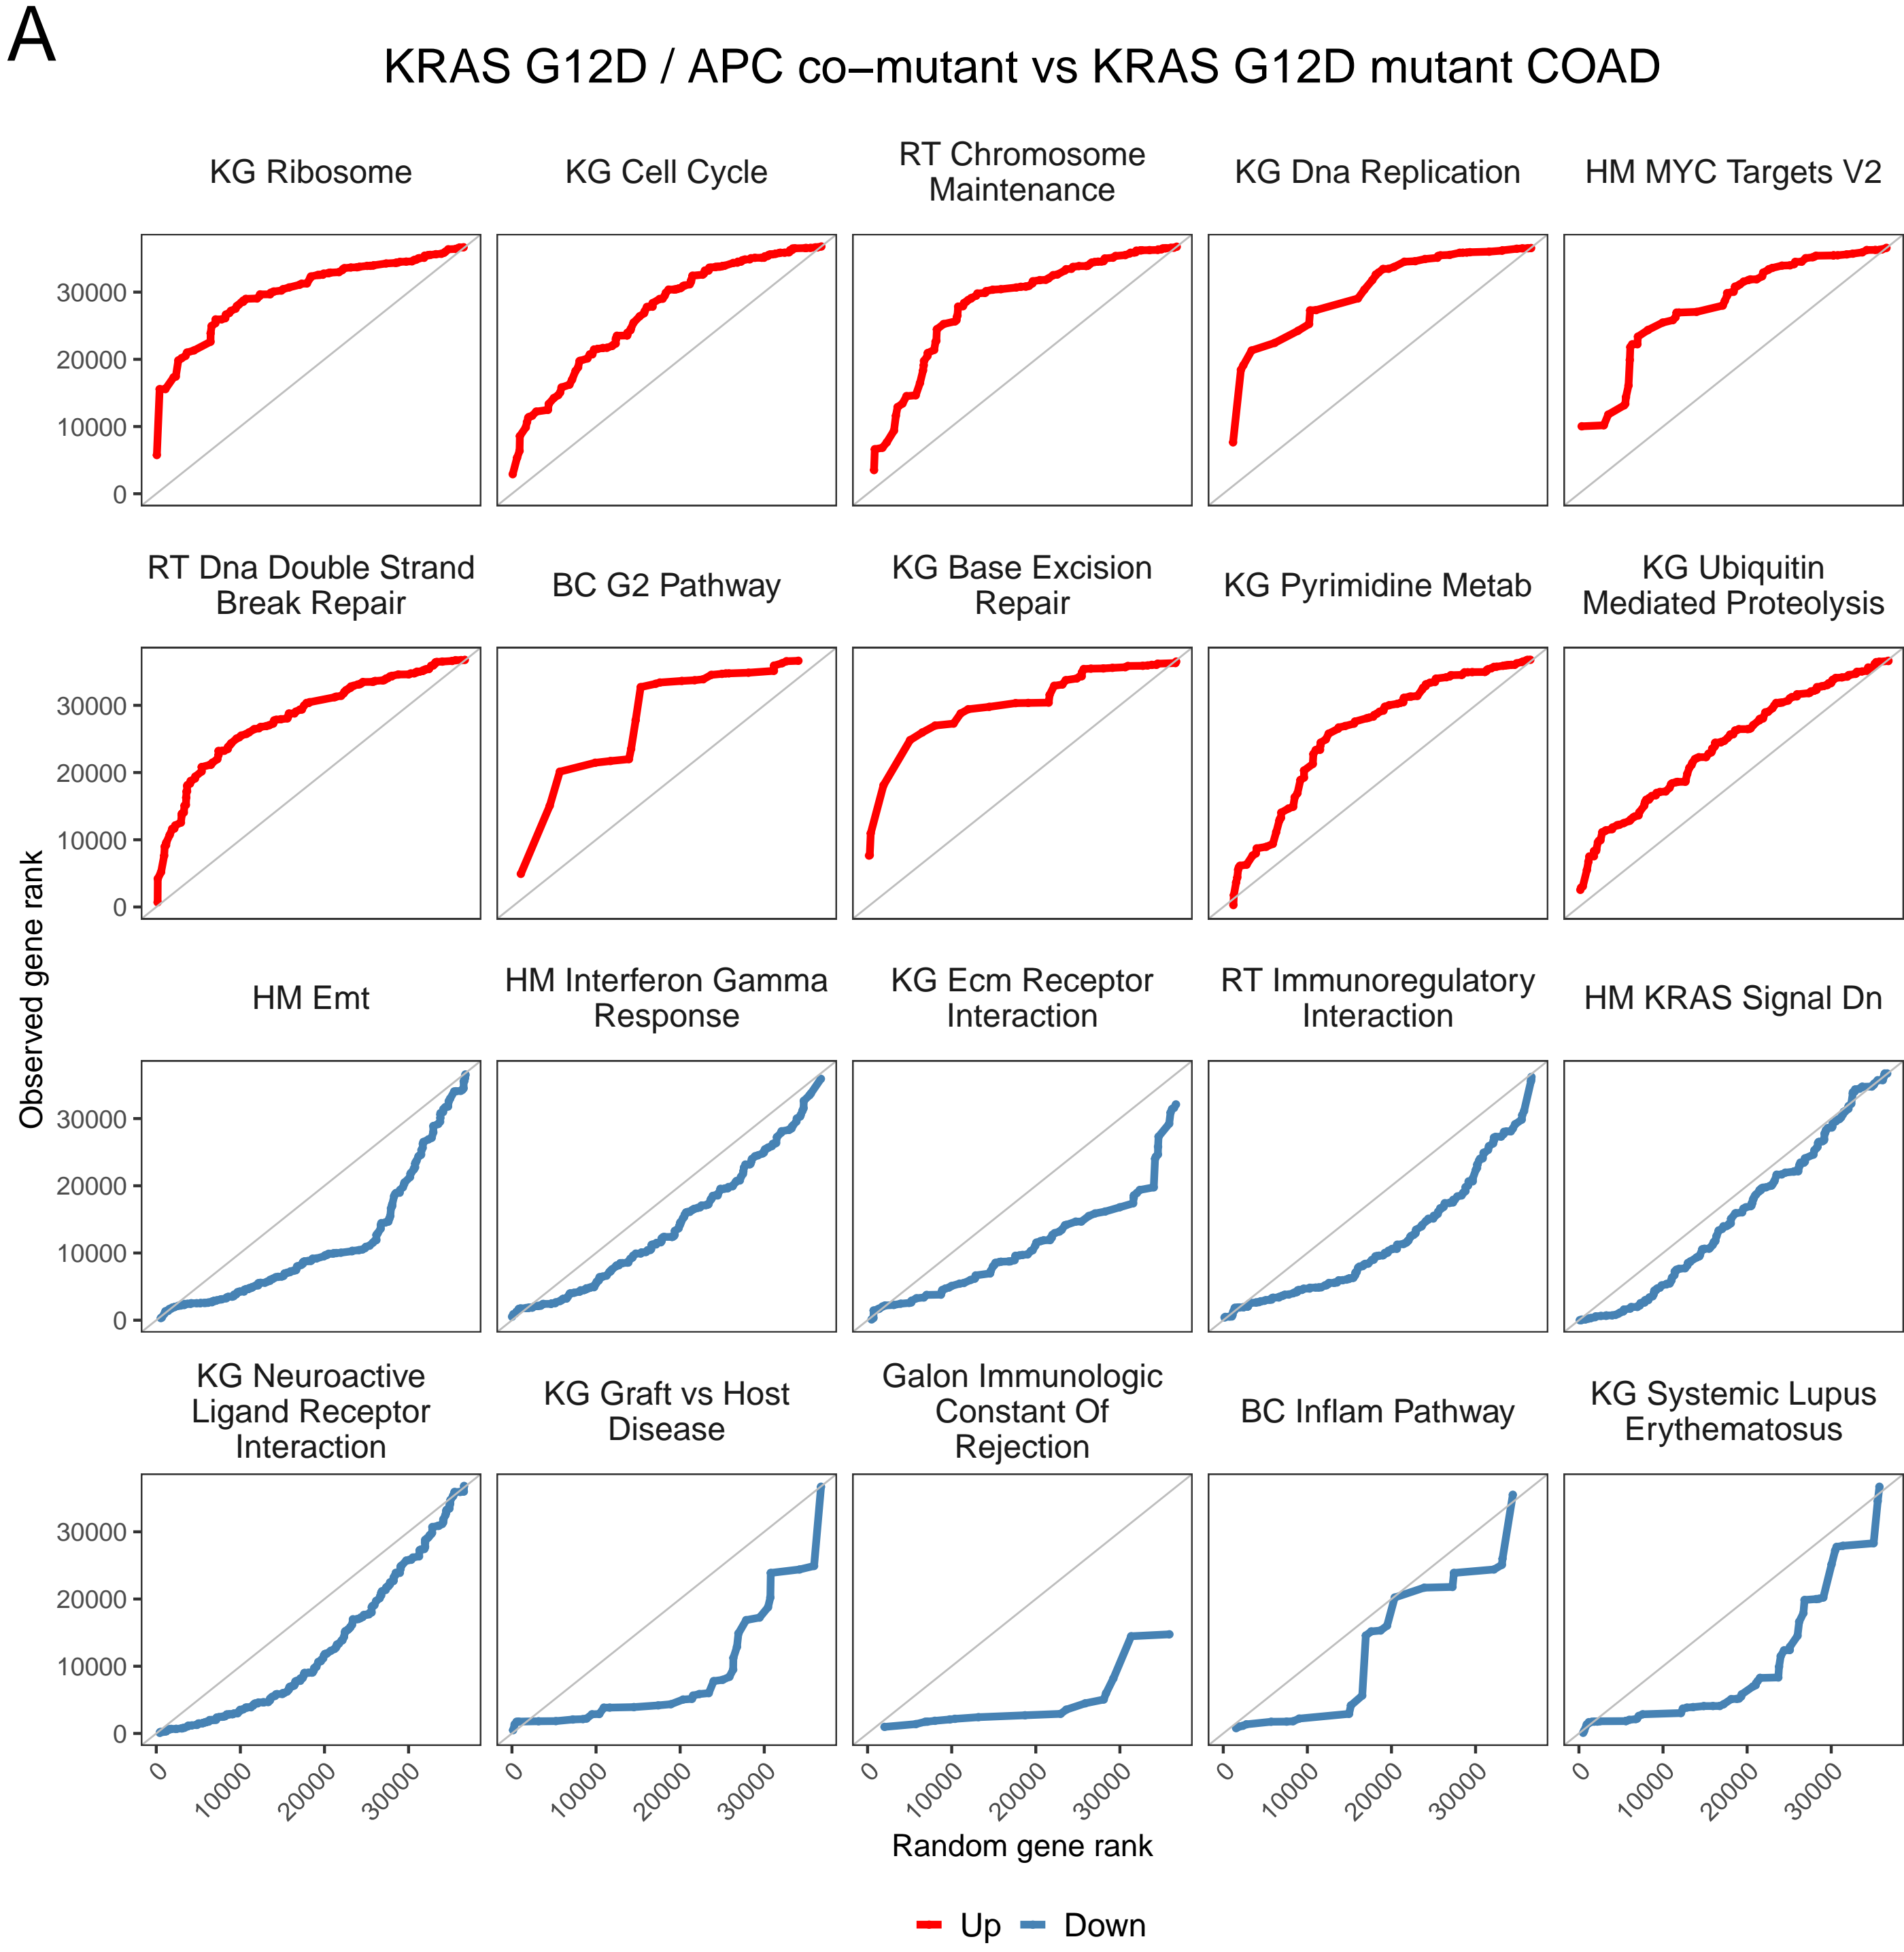 A
KRAS G12D / APC co–mutant vs KRAS G12D mutant COAD
KG Ribosome
KG Cell Cycle
RT Chromosome
Maintenance
KG Dna Replication
HM MYC Targets V2
30000
20000
10000
0
RT Dna Double Strand
Break Repair
BC G2 Pathway
KG Base Excision
Repair
KG Pyrimidine Metab
KG Ubiquitin
Mediated Proteolysis
30000
20000
10000
0
Observed gene rank
HM Emt
HM Interferon Gamma
Response
KG Ecm Receptor
Interaction
RT Immunoregulatory
Interaction
HM KRAS Signal Dn
30000
20000
10000
0
KG Neuroactive
Ligand Receptor
Interaction
KG Graft vs Host
Disease
Galon Immunologic
Constant Of
Rejection
BC Inflam Pathway
KG Systemic Lupus
Erythematosus
30000
20000
10000
0
0 10000 20000 30000
0 10000 20000 30000
0 10000 20000 30000
0 10000 20000 30000
0 10000 20000 30000
Random gene rank
Up Down